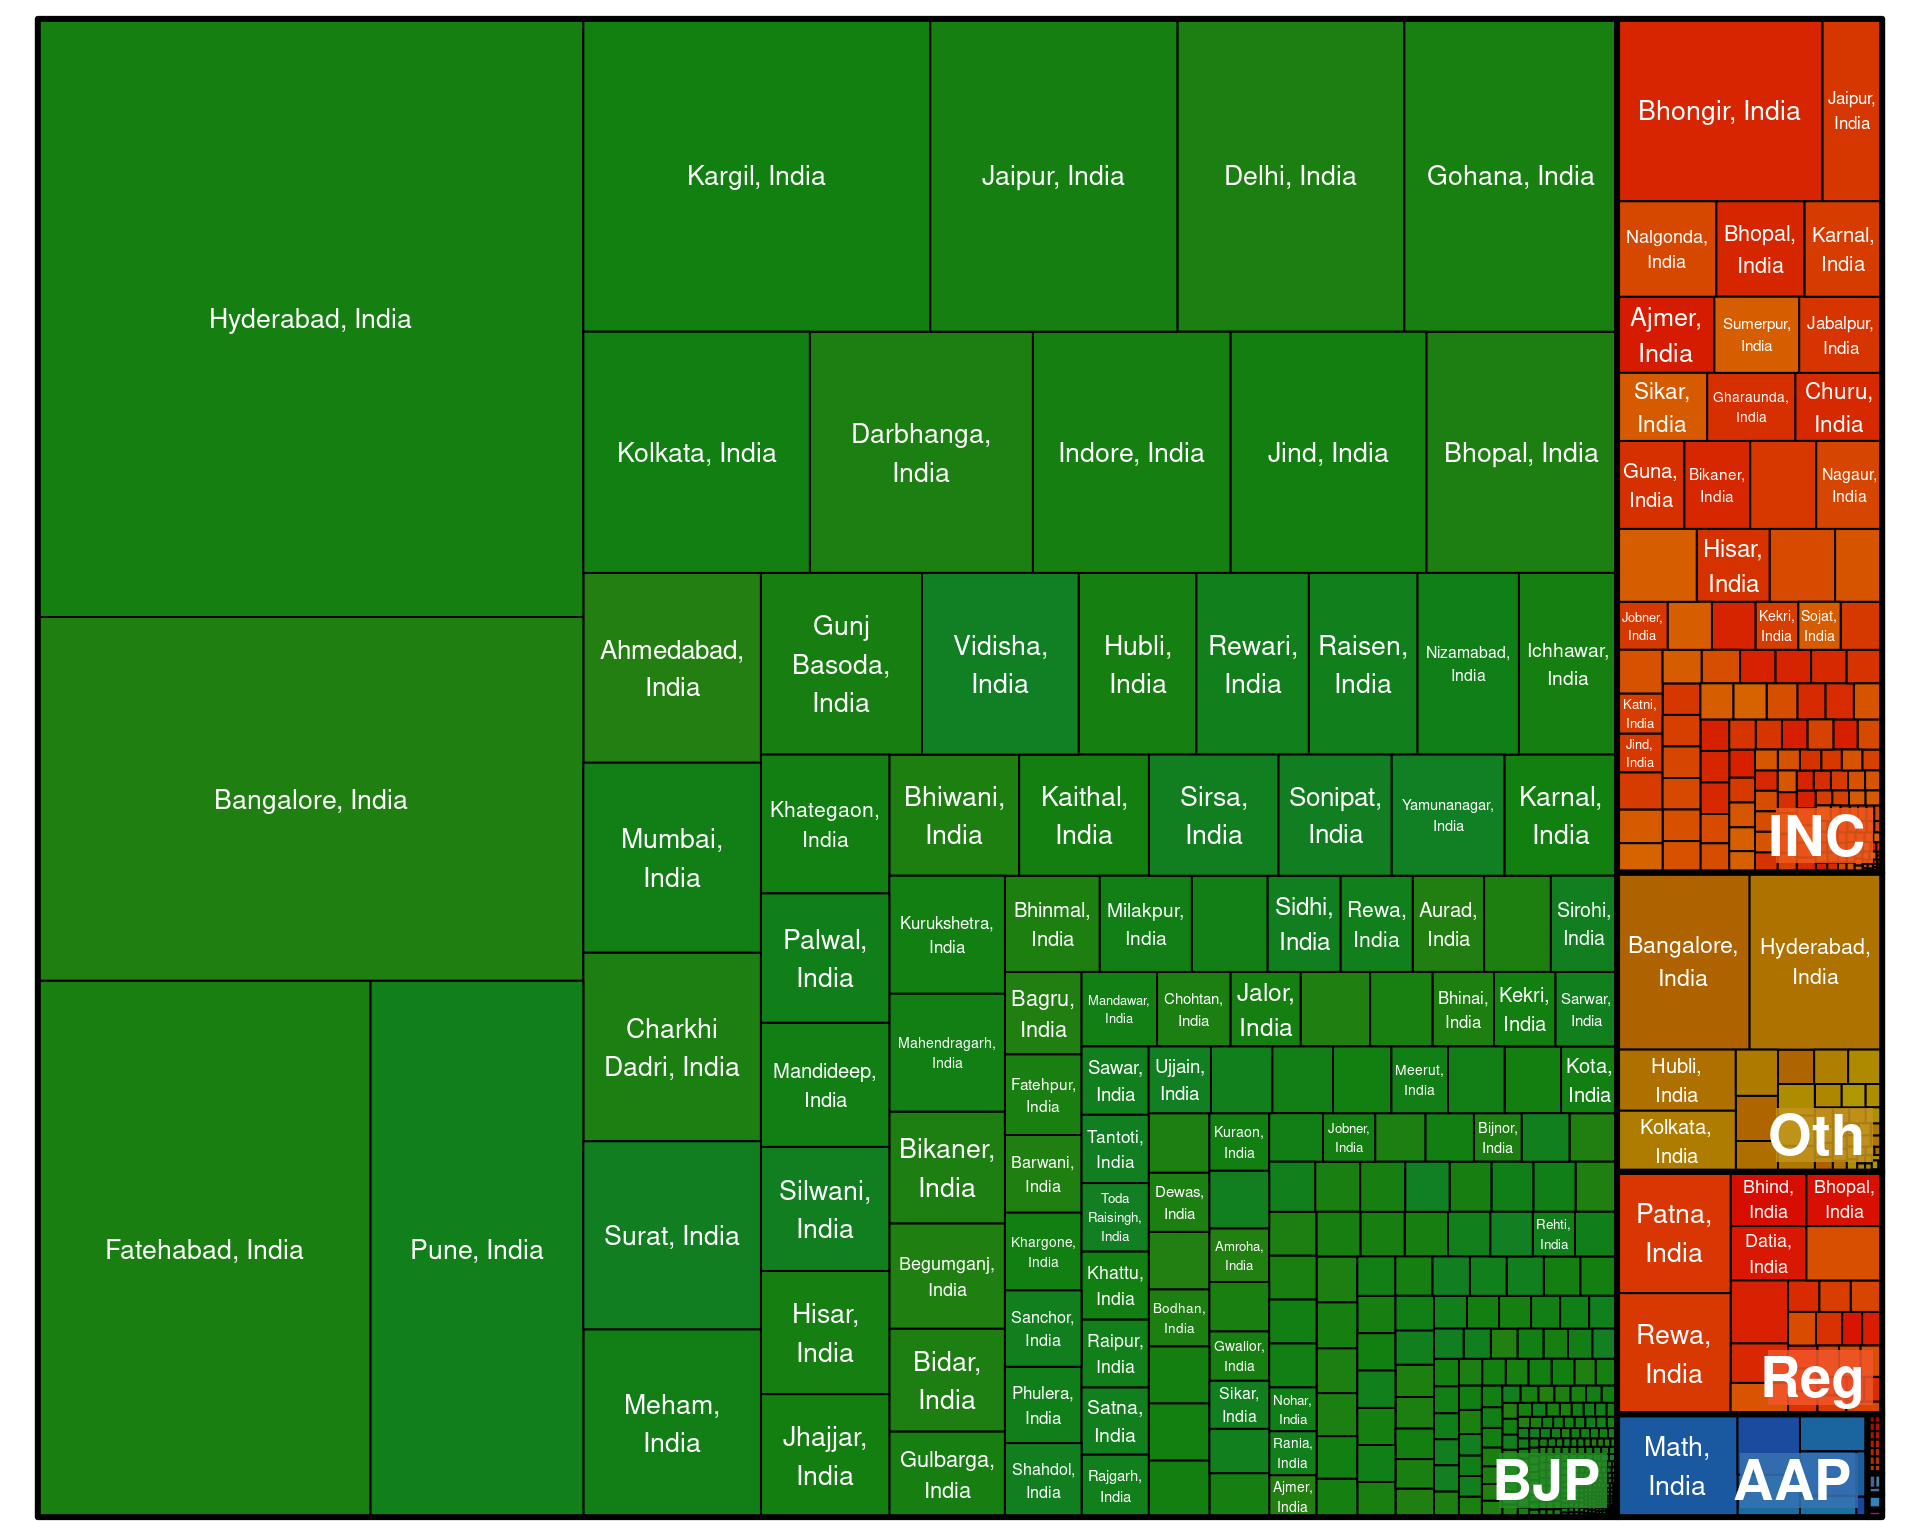 Hyderabad, India
Bangalore, India
Fatehabad, India
Pune, India
Kargil, India
Jaipur, India
Delhi, India
Gohana, India
Kolkata, India
Darbhanga,
India
Indore, India
Jind, India
Bhopal, India
Ahmedabad,
India
Mumbai,
India
Charkhi
Dadri, India
Surat, India
Meham,
India
Gunj
Basoda,
India
Vidisha,
India
Hubli,
India
Rewari,
India
Raisen,
India
Nizamabad,
India
Ichhawar,
India
Khategaon,
India
Palwal,
India
Mandideep,
India
Silwani,
India
Hisar,
India
Jhajjar,
India
Bhiwani,
India
Kaithal,
India
Sirsa,
India
Sonipat,
India
Yamunanagar,
India
Karnal,
India
Kurukshetra,
India
Mahendragarh,
India
Bikaner,
India
Begumganj,
India
Bidar,
India
Gulbarga,
India
Bhinmal,
India
Milakpur,
India
Sidhi,
India
Rewa,
India
Aurad,
India
Sirohi,
India
Bagru,
India
Fatehpur,
India
Barwani,
India
Khargone,
India
Sanchor,
India
Phulera,
India
Shahdol,
India
Mandawar,
India
Chohtan,
India
Jalor,
India
Bhinai,
India
Kekri,
India
Sarwar,
India
Sawar,
India
Tantoti,
India
Toda
Raisingh,
India
Khattu,
India
Raipur,
India
Satna,
India
Rajgarh,
India
Ujjain,
India
Meerut,
India
Kota,
India
Dewas,
India
Bodhan,
India
Kuraon,
India
Amroha,
India
Gwalior,
India
Sikar,
India
Jobner,
India
Bijnor,
India
Rehti,
India
Nohar,
India
Rania,
India
Ajmer,
India
BJP
Bhongir, India
Jaipur,
India
Nalgonda,
India
Bhopal,
India
Karnal,
India
Ajmer,
India
Sumerpur,
India
Jabalpur,
India
Sikar,
India
Gharaunda,
India
Churu,
India
Guna,
India
Bikaner,
India
Nagaur,
India
Hisar,
India
Jobner,
India
Kekri,
India
Sojat,
India
Katni,
India
Jind,
India
INC
Bangalore,
India
Hyderabad,
India
Hubli,
India
Kolkata,
India
Oth
Patna,
India
Rewa,
India
Bhind,
India
Bhopal,
India
Datia,
India
Reg
Math,
India
AAP